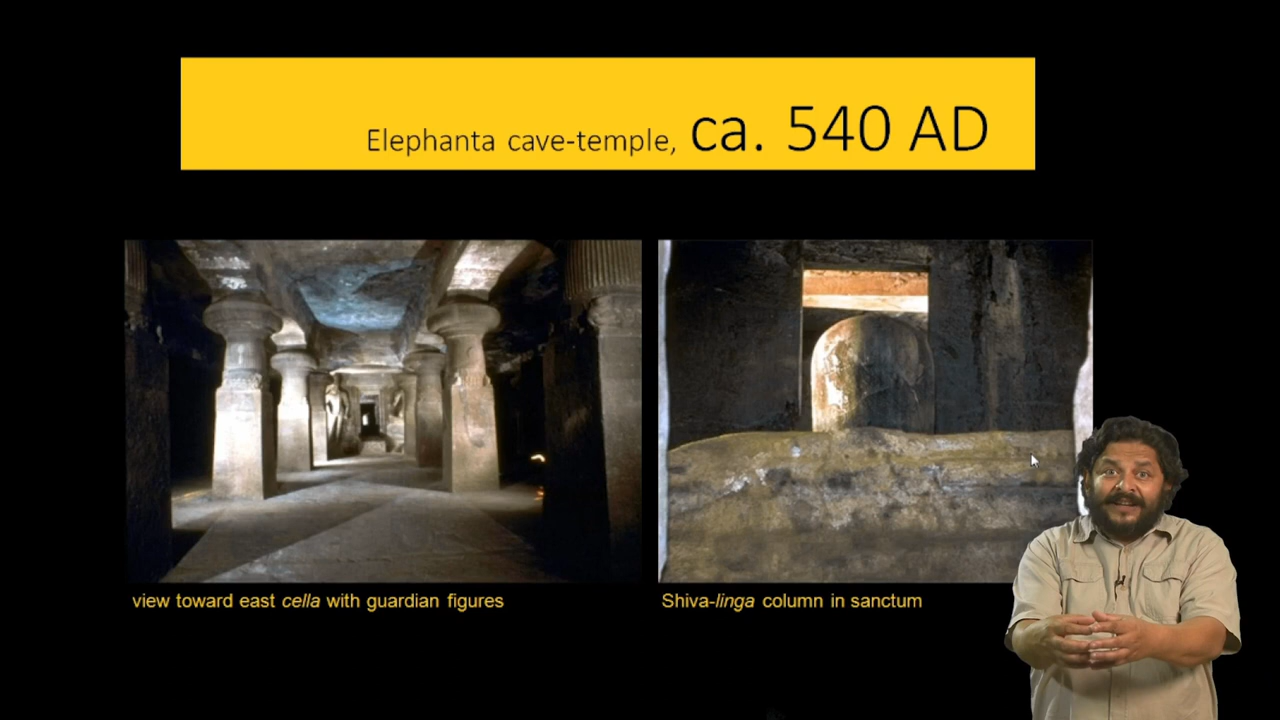 Elephanta cave-temple, ca. 540 AD
view toward east cella with guardian figures
Shiva-linga column in sanctum